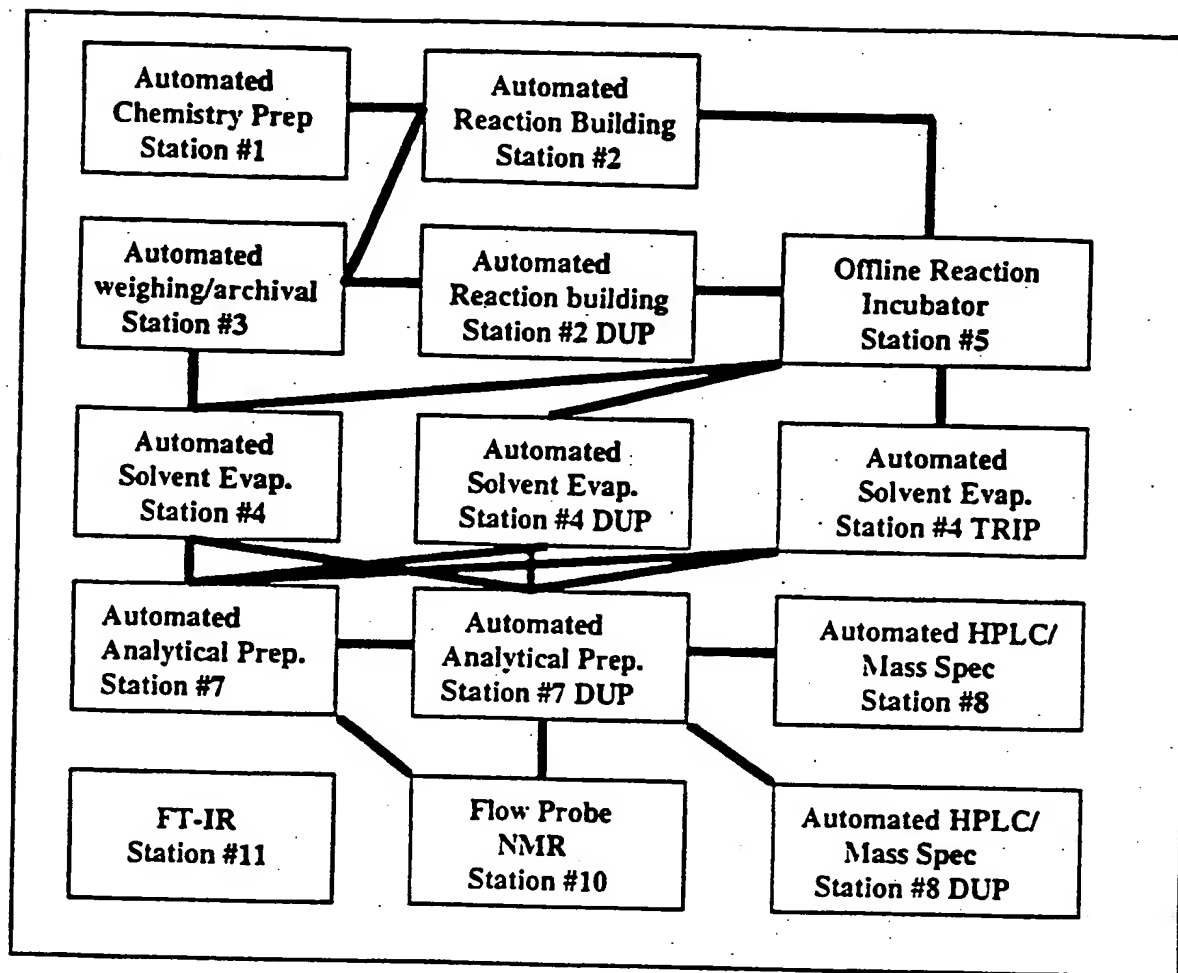 Automated
Chemistry Prep
Station #1
Automated
Reaction Building
Station #2
Automated
weighing/archival
Station #3
Automated
Reaction building
Station #2 DUP
Offline Reaction
Incubator
Station #5
Automated
Solvent Evap.
Station #4
Automated
Solvent Evap.
Station #4 DUP
Automated
Solvent Evap.
Station #4 TRIP
Automated
Analytical Prep.
Station #7
Automated
Analytical Prep.
Station #7 DUP
Automated HPLC/
Mass Spec
Station #8
FT-IR
Station #11
Flow Probe
NMR
Station #10
Automated HPLC/
Mass Spec
Station #8 DUP